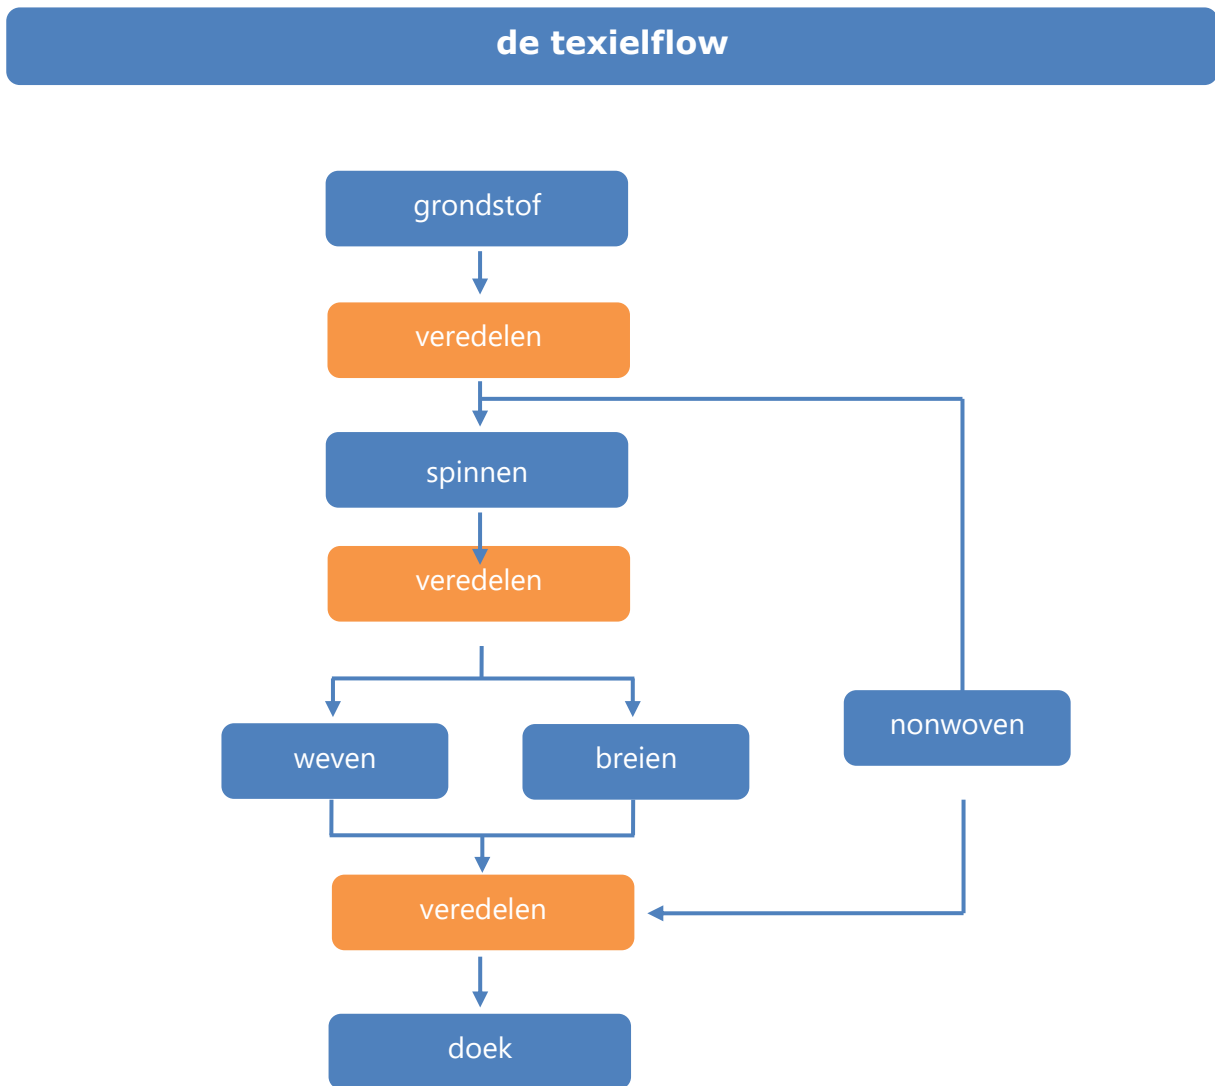 de texielflow
grondstof
veredelen
spinnen
veredelen
weven
breien
nonwoven
veredelen
doek